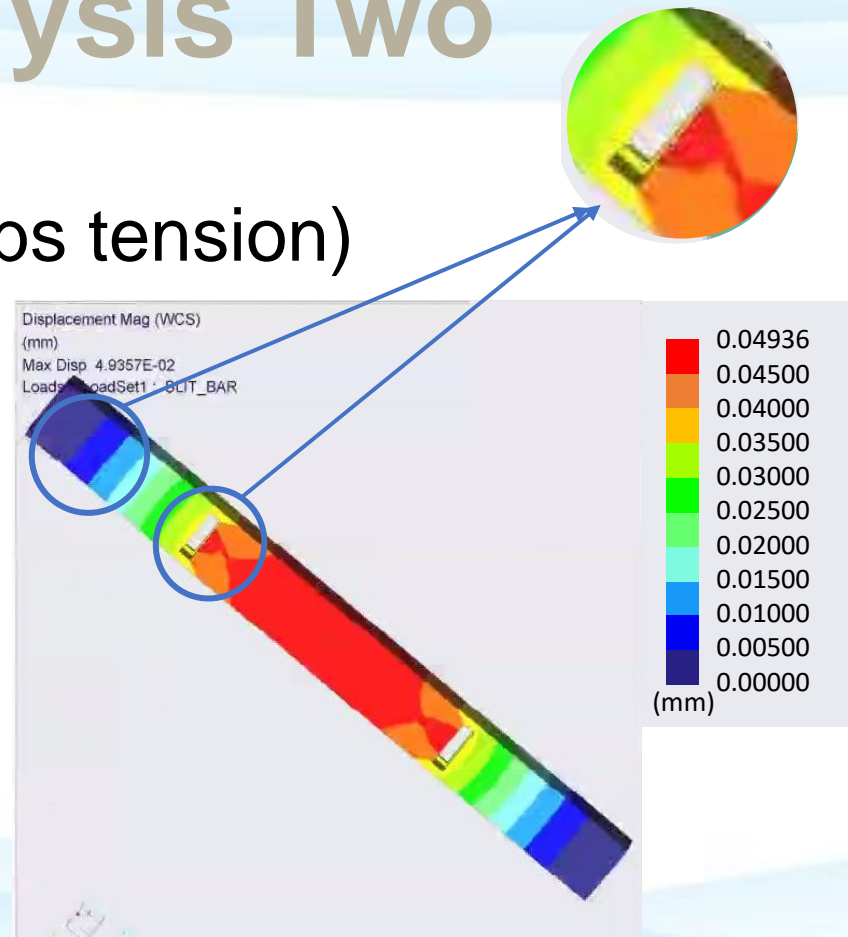 ysis Two
os tension)
Displacement Mag (WCS)
(mm)
Max Disp 4.9357E-02
Loads LoadSet1 : SLIT_BAR
0.04936
0.04500
0.04000
0.03500
0.03000
0.02500
0.02000
0.01500
0.01000
0.00500
0.00000
(mm)